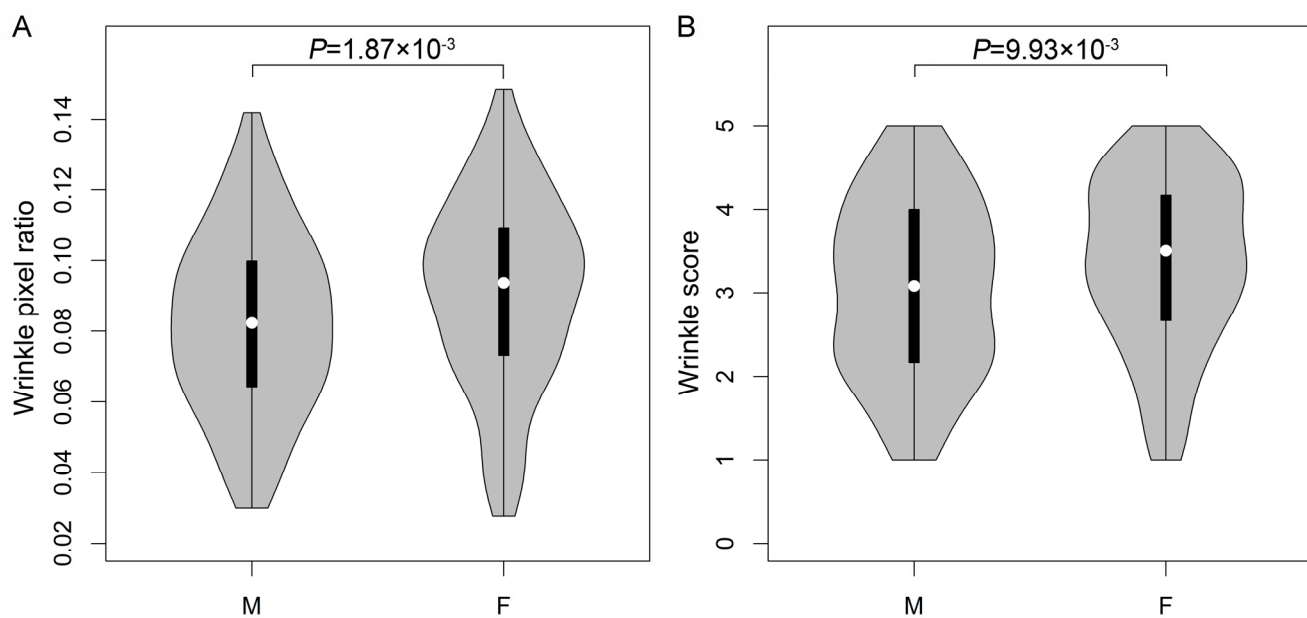 A
P=1.87×10⁻³
Wrinkle pixel ratio
0.14
0.12
0.10
0.08
0.06
0.04
0.02
M F
B
P=9.93×10⁻³
Wrinkle score
5
4
3
2
1
0
M F